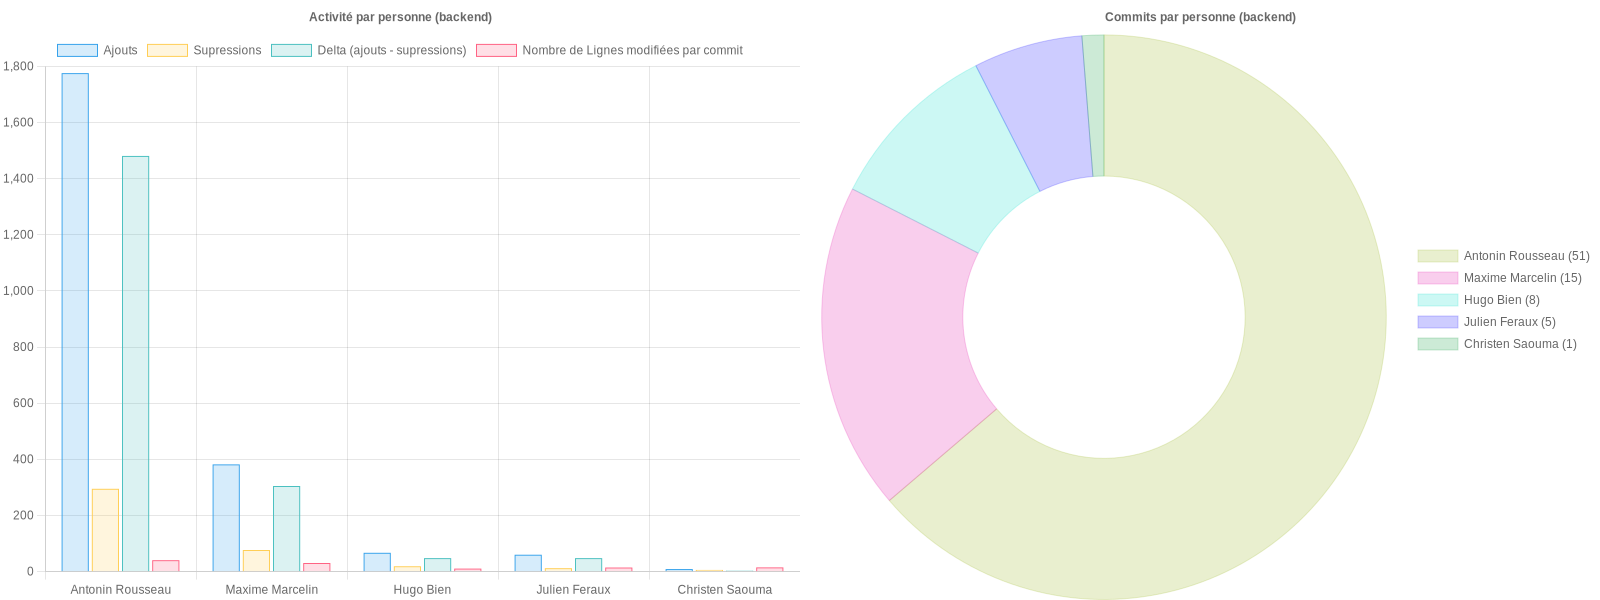 Activité par personne (backend)
Ajouts
Supressions
Delta (ajouts - supressions)
Nombre de Lignes modifiées par commit
1,800
1,600
1,400
1,200
1,000
800
600
400
200
0
Antonin Rousseau
Maxime Marcelin
Hugo Bien
Julien Feraux
Christen Saouma
Commits par personne (backend)
Antonin Rousseau (51)
Maxime Marcelin (15)
Hugo Bien (8)
Julien Feraux (5)
Christen Saouma (1)